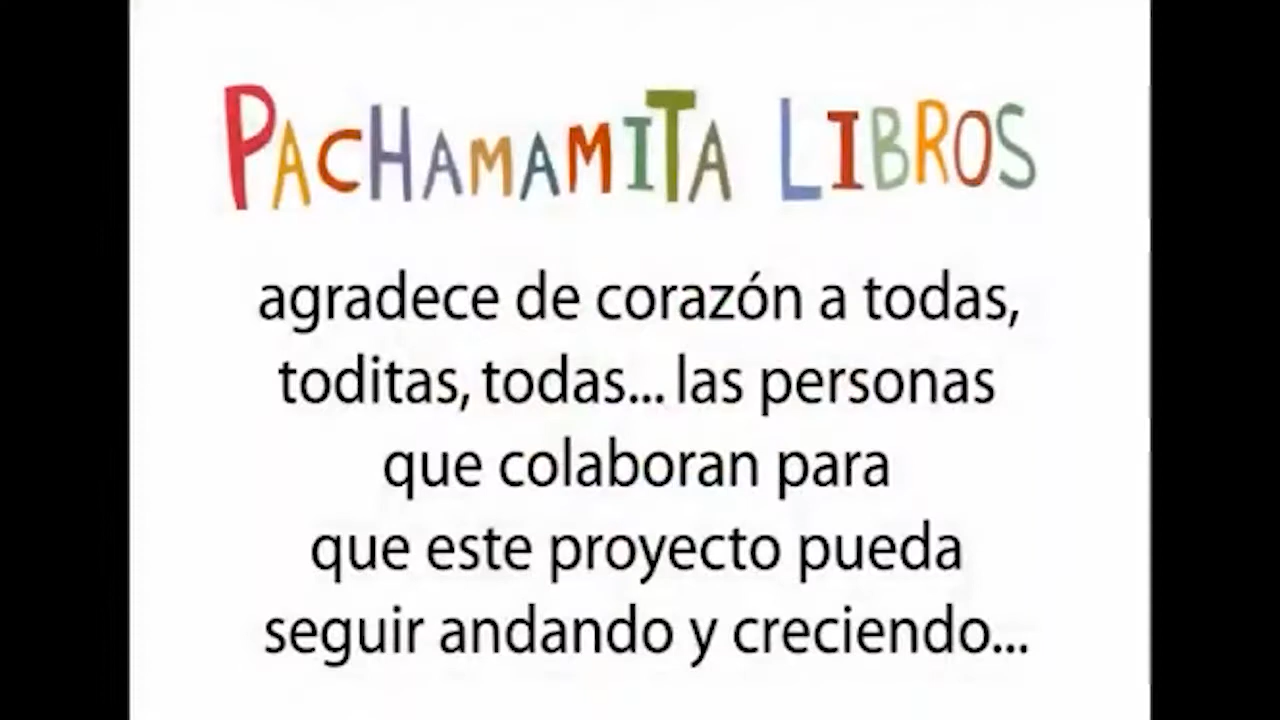 PACHAMAMITA LIBROS
agradece de corazón a todas,
toditas, todas... las personas
que colaboran para
que este proyecto pueda
seguir andando y creciendo...